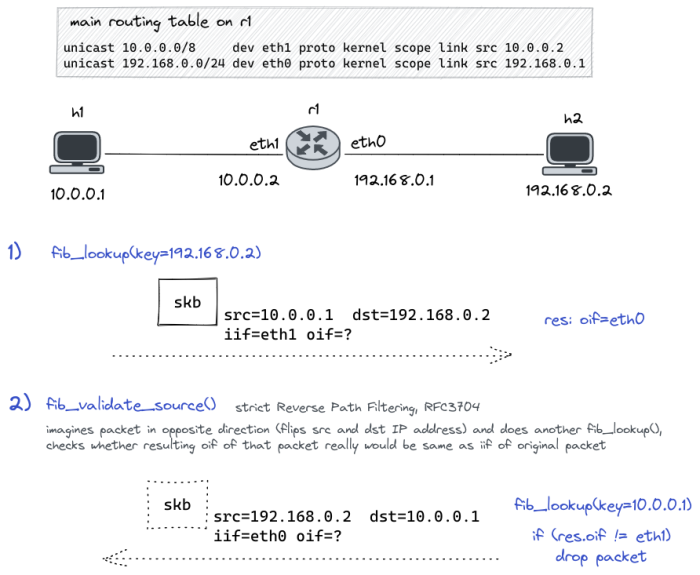 main routing table on r1
unicast 10.0.0.0/8 dev eth1 proto kernel scope link src 10.0.0.2
unicast 192.168.0.0/24 dev eth0 proto kernel scope link src 192.168.0.1
h1
r1
h2
eth1
eth0
10.0.0.1
10.0.0.2
192.168.0.1
192.168.0.2
1) fib_lookup(key=192.168.0.2)
skb
src=10.0.0.1 dst=192.168.0.2
iif=eth1 oif=?
res: oif=eth0
2) fib_validate_source() strict Reverse Path Filtering, RFC3704
imagines packet in opposite direction (flips src and dst IP address) and does another fib_lookup(),
checks whether resulting oif of that packet really would be same as iif of original packet
skb
src=192.168.0.2 dst=10.0.0.1
iif=eth0 oif=?
fib_lookup(key=10.0.0.1)
if (res.oif != eth1)
drop packet